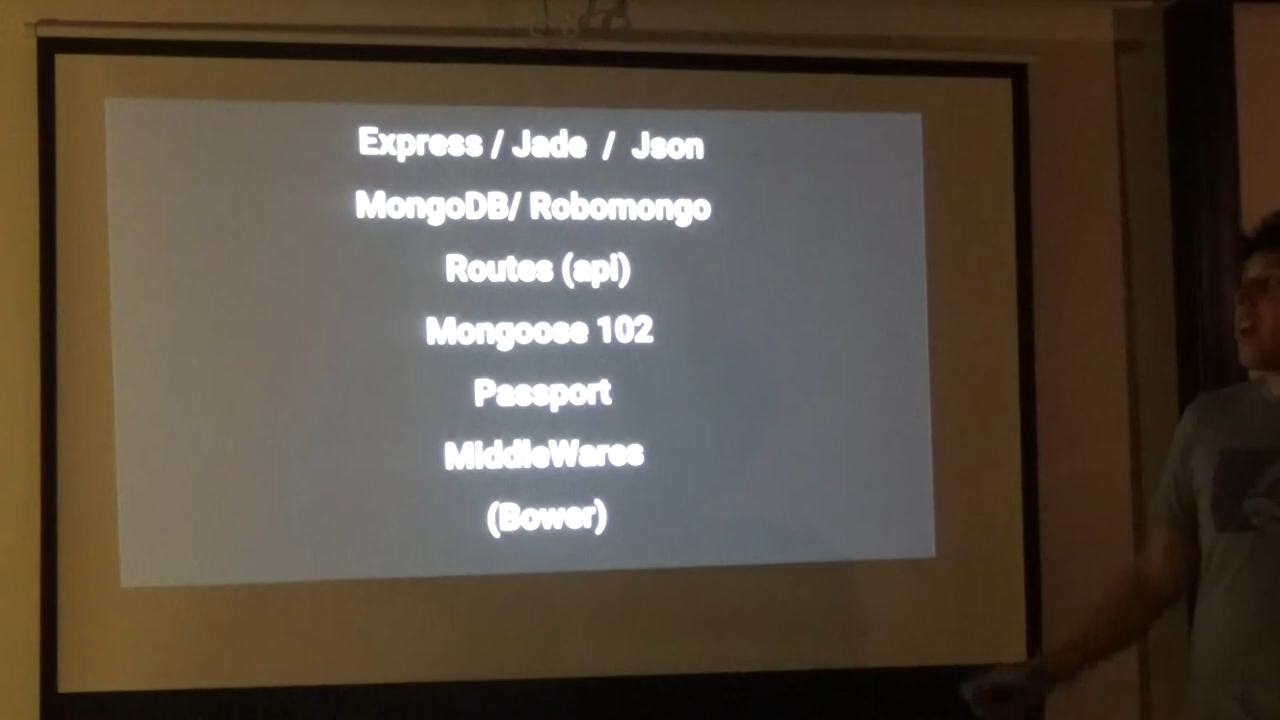 Express / Jade / Json
MongoDB/ Robomongo
Routes (api)
Mongoose 102
Passport
MiddleWares
(Bower)